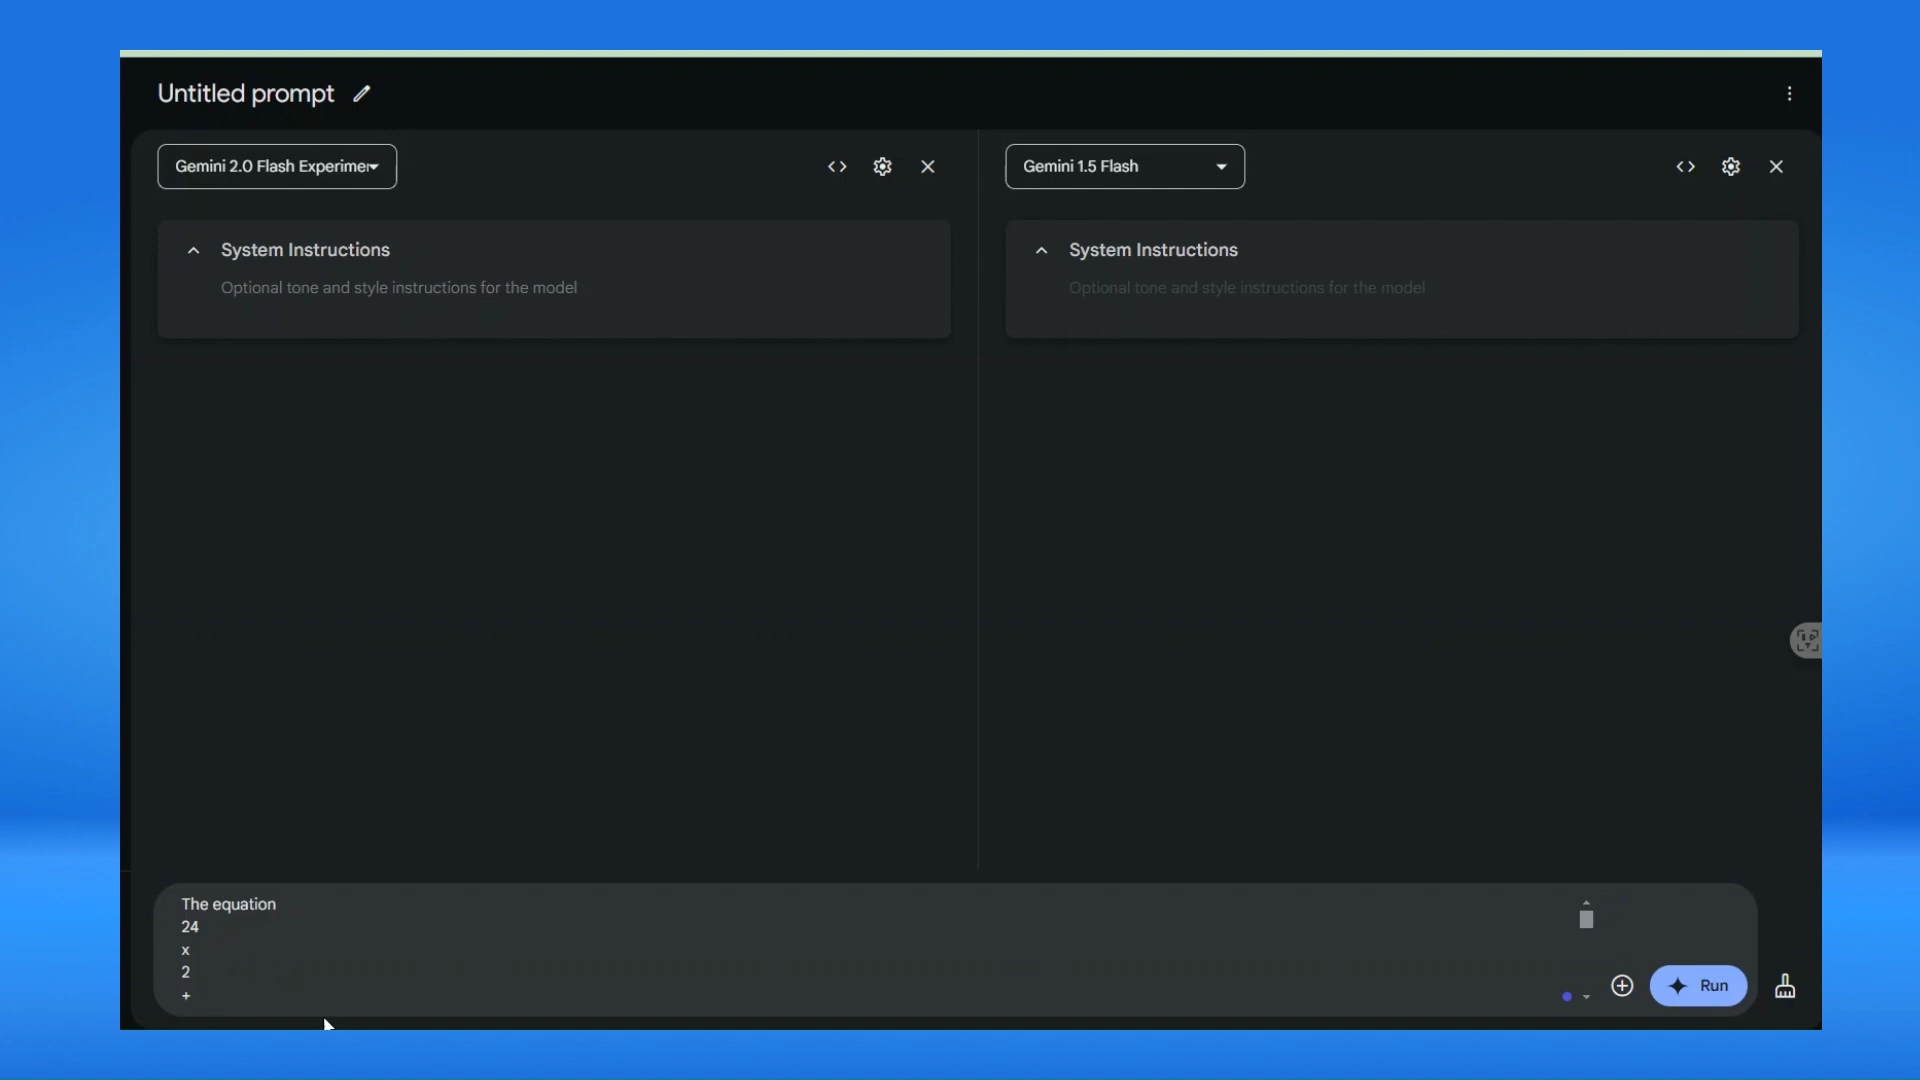 Untitled prompt
Gemini 2.0 Flash Experimen
Gemini 1.5 Flash
System Instructions
Optional tone and style instructions for the model
System Instructions
Optional tone and style instructions for the model
The equation
24
x
2
+
Run